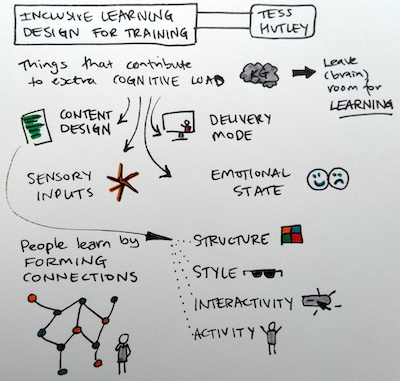 INCLUSIVE LEARNING
DESIGN FOR TRAINING
TESS
HUTLEY
Things that contribute
to extra COGNITIVE LOAD
KG
Leave
(brain)
room for
LEARNING
CONTENT
DESIGN
DELIVERY
MODE
SENSORY
INPUTS
EMOTIONAL
STATE
People learn by
FORMING
CONNECTIONS
STRUCTURE
STYLE
INTERACTIVITY
ACTIVITY